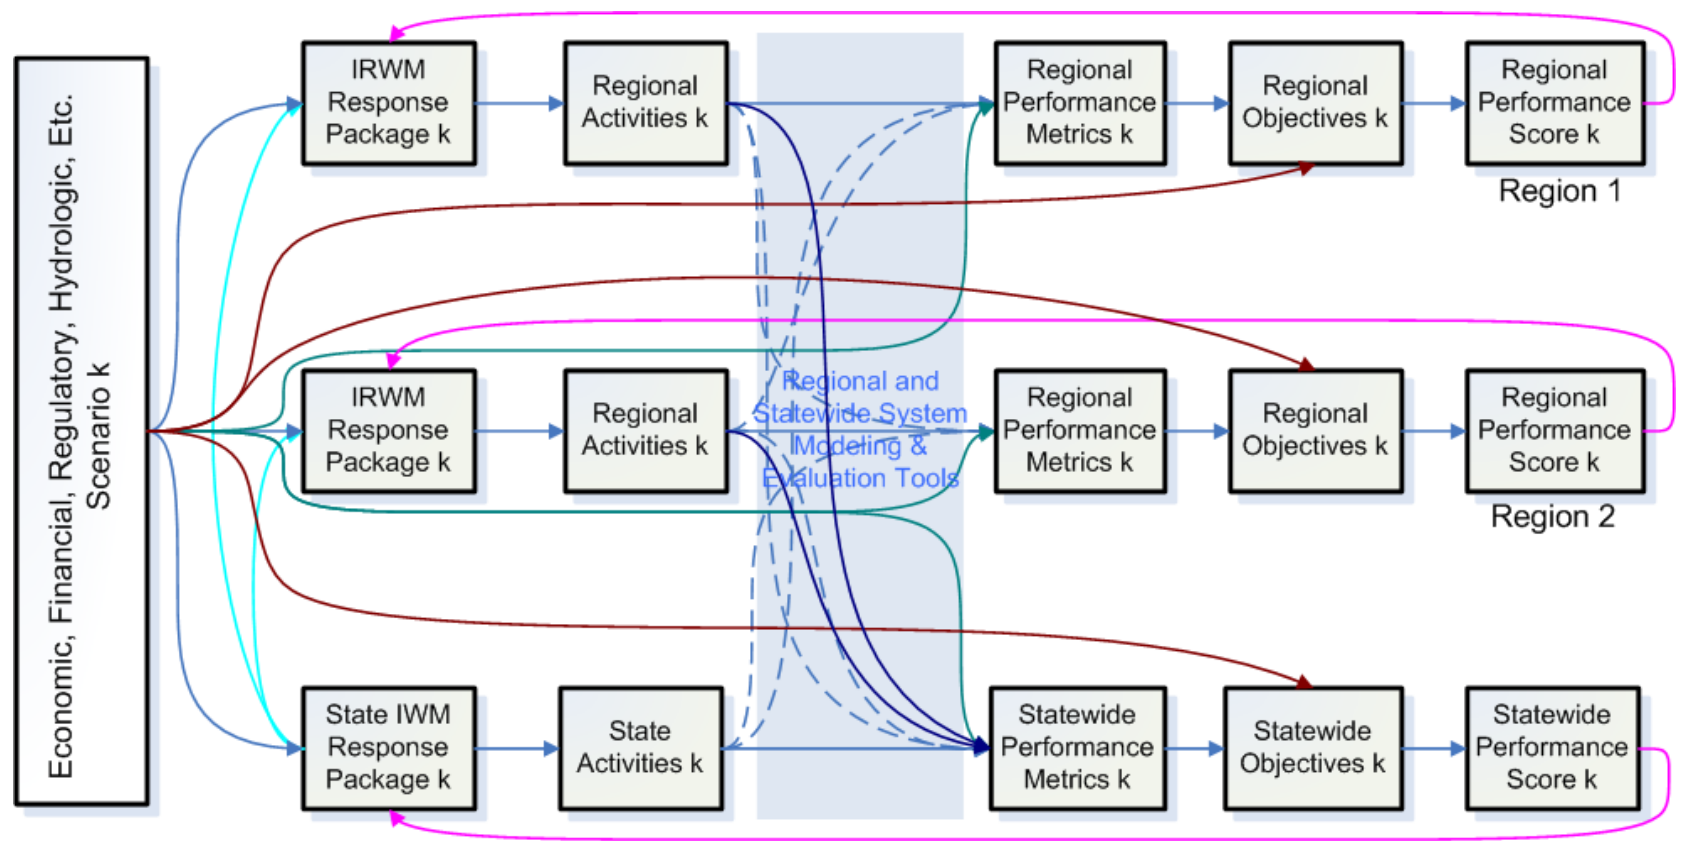 Economic, Financial, Regulatory, Hydrologic, Etc.
Scenario k
IRWM
Response
Package k
Regional
Activities k
Regional
Performance
Metrics k
Regional
Objectives k
Regional
Performance
Score k
Region 1
IRWM
Response
Package k
Regional
Activities k
Regional and
Statewide System
Modeling &
Evaluation Tools
Regional
Performance
Metrics k
Regional
Objectives k
Regional
Performance
Score k
Region 2
State IWM
Response
Package k
State
Activities k
Statewide
Performance
Metrics k
Statewide
Objectives k
Statewide
Performance
Score k